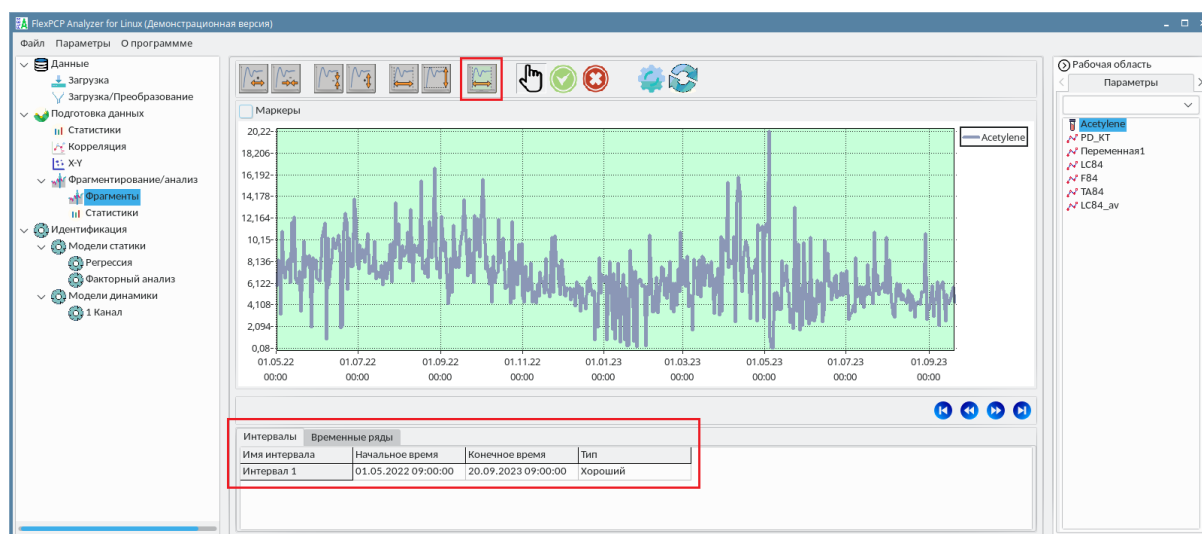 FlexPCP Analyzer for Linux (Демонстрационная версия)
Файл Параметры О программме
Данные
Загрузка
Загрузка/Преобразование
Подготовка данных
Статистики
Корреляция
X-Y
Фрагментирование/анализ
Фрагменты
Статистики
Идентификация
Модели статики
Регрессия
Факторный анализ
Модели динамики
1 Канал
Маркеры
20,22
18,206
16,192
14,178
12,164
10,15
8,136
6,122
4,108
2,094
0,08
01.05.22 01.07.22 01.09.22 01.11.22 01.01.23 01.03.23 01.05.23 01.07.23 01.09.23
00:00 00:00 00:00 00:00 00:00 00:00 00:00 00:00 00:00
Acetylene
Интервалы Временные ряды
Имя интервала Начальное время Конечное время Тип
Интервал 1 01.05.2022 09:00:00 20.09.2023 09:00:00 Хороший
Рабочая область
Параметры
Acetylene
PD_KT
Переменная1
LC84
F84
TA84
LC84_av